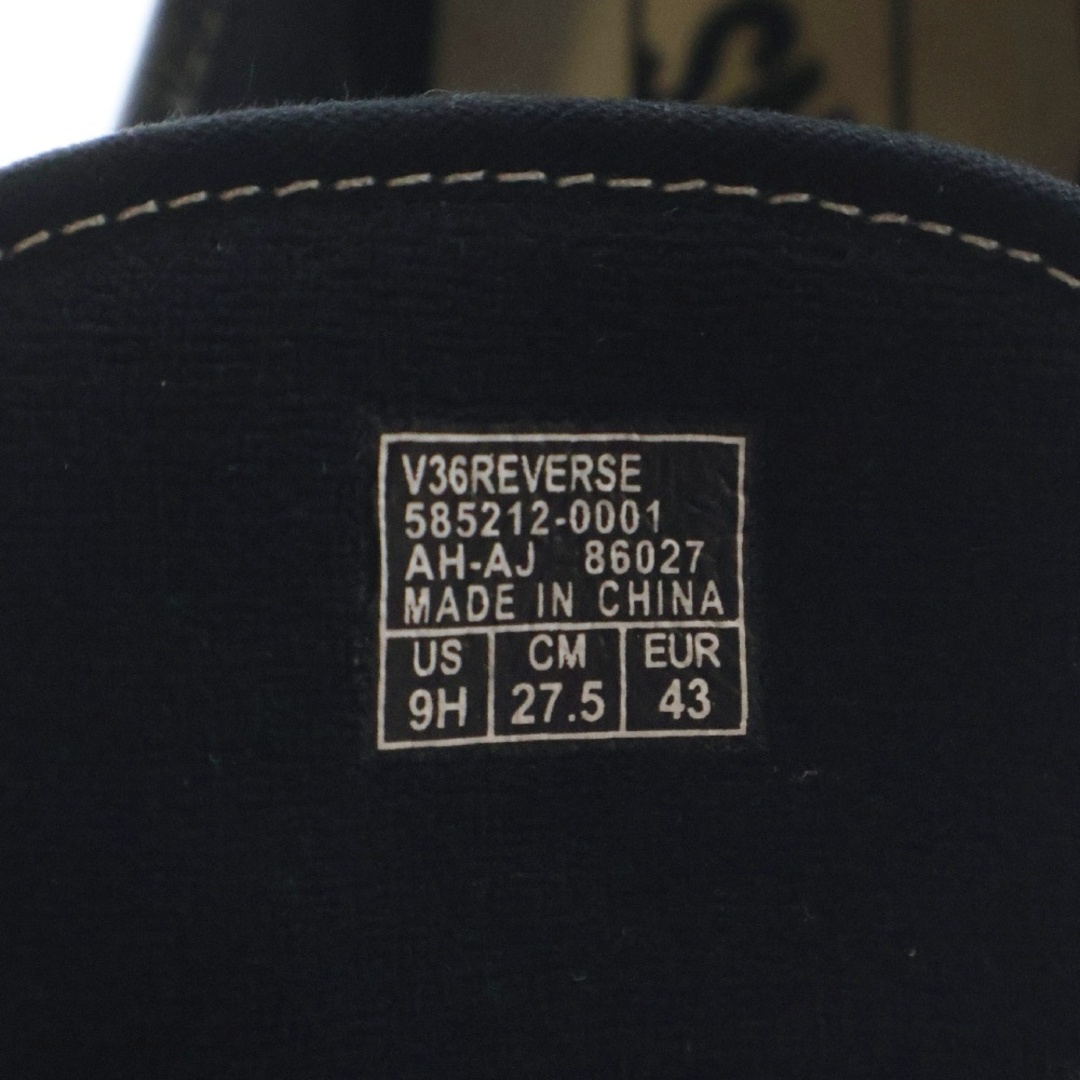 V36REVERSE
585212-0001
AH-AJ 86027
MADE IN CHINA
US CM EUR
9H 27.5 43